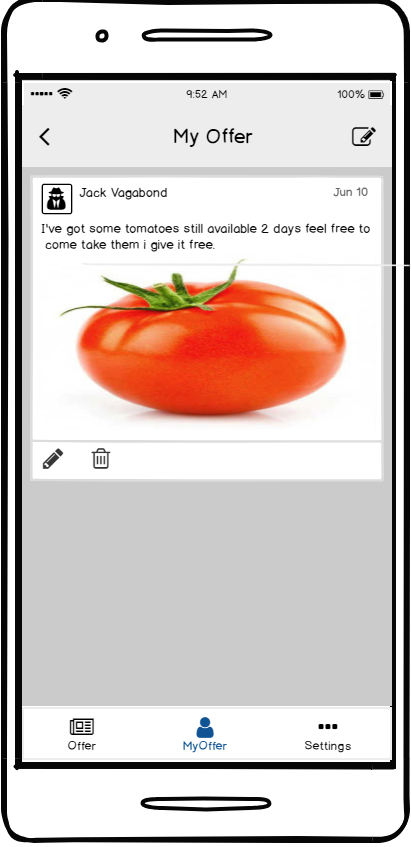 9:52 AM
100%
My Offer
Jack Vagabond
Jun 10
I've got some tomatoes still available 2 days feel free to
come take them i give it free.
Offer
MyOffer
Settings